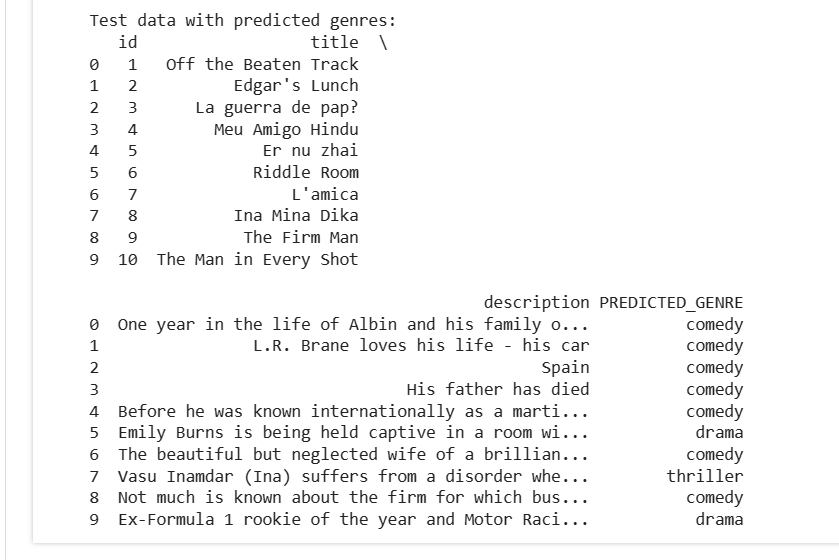 Test data with predicted genres:
id title \
0 1 Off the Beaten Track
1 2 Edgar's Lunch
2 3 La guerra de pap?
3 4 Meu Amigo Hindu
4 5 Er nu zhai
5 6 Riddle Room
6 7 L'amica
7 8 Ina Mina Dika
8 9 The Firm Man
9 10 The Man in Every Shot
description PREDICTED_GENRE
0 One year in the life of Albin and his family o... comedy
1 L.R. Brane loves his life - his car comedy
2 Spain comedy
3 His father has died comedy
4 Before he was known internationally as a marti... comedy
5 Emily Burns is being held captive in a room wi... drama
6 The beautiful but neglected wife of a brillian... comedy
7 Vasu Inamdar (Ina) suffers from a disorder whe... thriller
8 Not much is known about the firm for which bus... comedy
9 Ex-Formula 1 rookie of the year and Motor Raci... drama